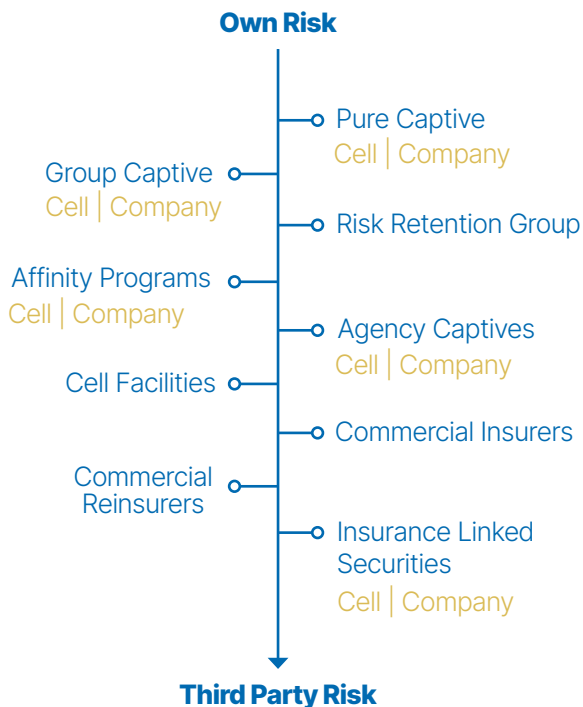 Own Risk
Pure Captive
Cell | Company
Group Captive
Cell | Company
Risk Retention Group
Affinity Programs
Cell | Company
Agency Captives
Cell | Company
Cell Facilities
Commercial Insurers
Commercial
Reinsurers
Insurance Linked
Securities
Cell | Company
Third Party Risk